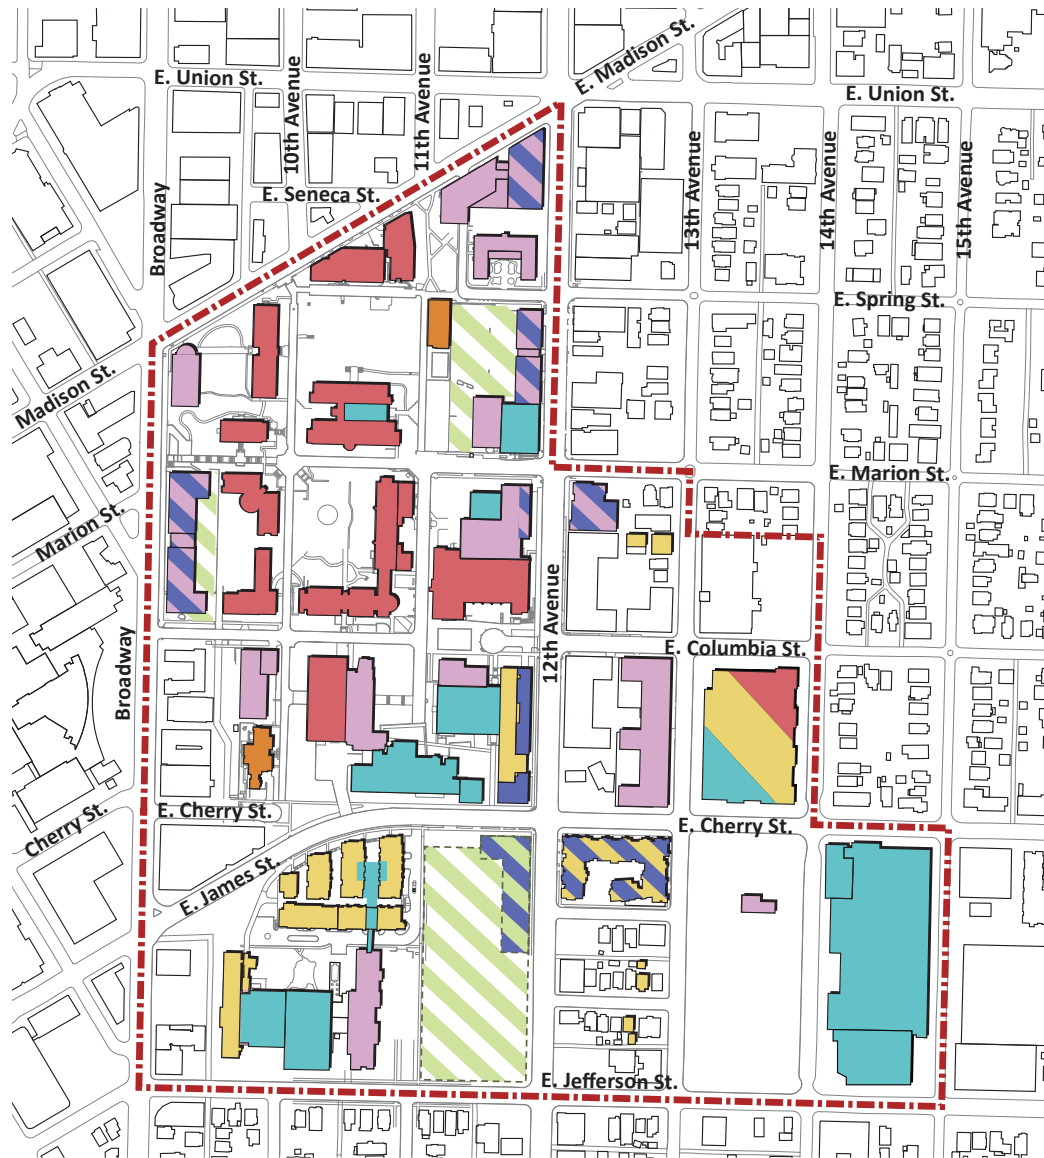 E. Madison St.
E. Union St.
E. Union St.
10th Avenue
11th Avenue
13th Avenue
14th Avenue
15th Avenue
E. Seneca St.
Broadway
E. Spring St.
Madison St.
E. Marion St.
Marion St.
12th Avenue
E. Columbia St.
Broadway
E. Cherry St.
E. Cherry St.
Cherry St.
E. James St.
E. Jefferson St.